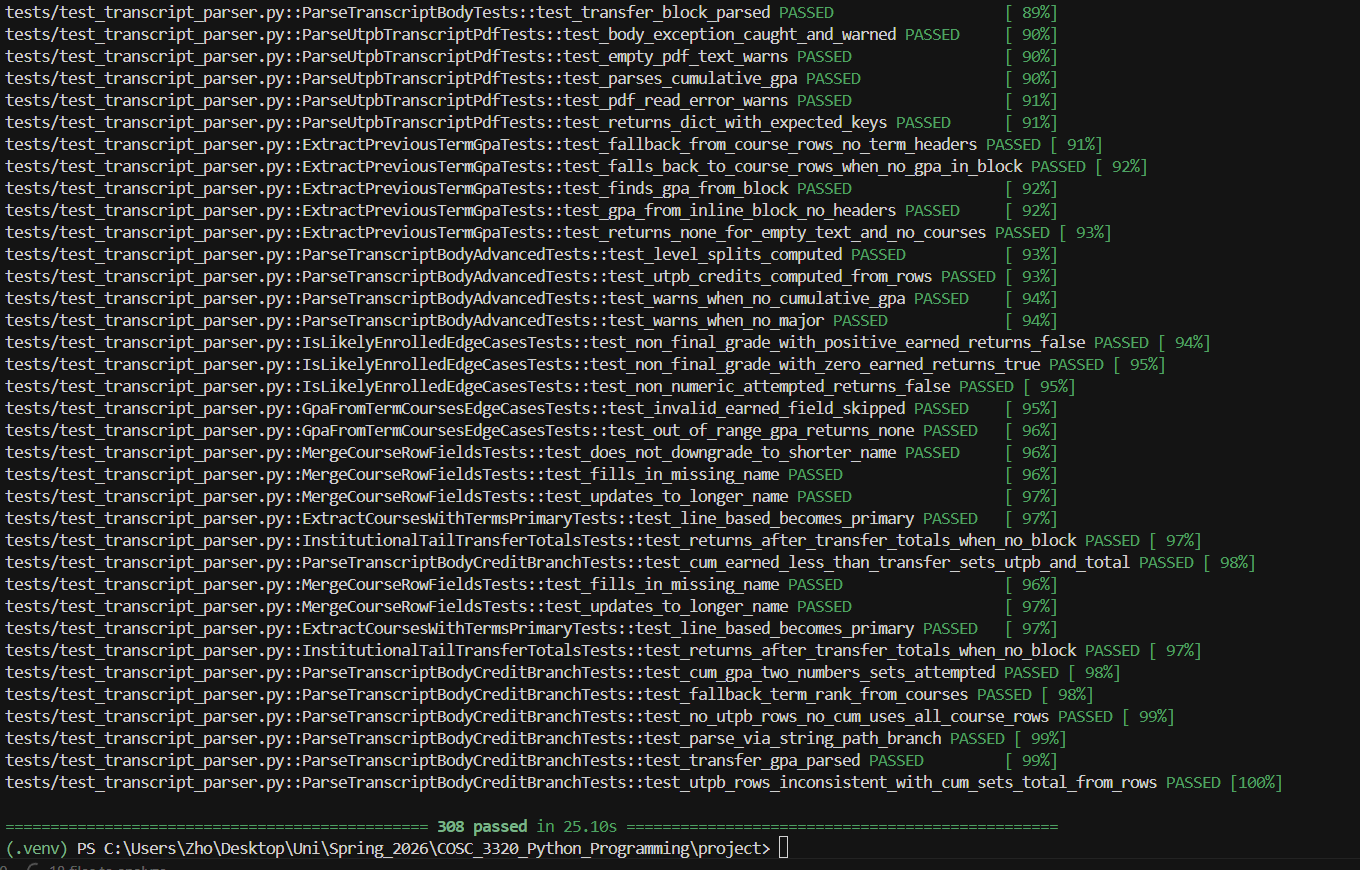 tests/test_transcript_parser.py::ParseTranscriptBodyTests::test_transfer_block_parsed PASSED [ 89%]
tests/test_transcript_parser.py::ParseUtpbTranscriptPdfTests::test_body_exception_caught_and_warned PASSED [ 90%]
tests/test_transcript_parser.py::ParseUtpbTranscriptPdfTests::test_empty_pdf_text_warns PASSED [ 90%]
tests/test_transcript_parser.py::ParseUtpbTranscriptPdfTests::test_parses_cumulative_gpa PASSED [ 90%]
tests/test_transcript_parser.py::ParseUtpbTranscriptPdfTests::test_pdf_read_error_warns PASSED [ 91%]
tests/test_transcript_parser.py::ParseUtpbTranscriptPdfTests::test_returns_dict_with_expected_keys PASSED [ 91%]
tests/test_transcript_parser.py::ExtractPreviousTermGpaTests::test_fallback_from_course_rows_no_term_headers PASSED [ 91%]
tests/test_transcript_parser.py::ExtractPreviousTermGpaTests::test_falls_back_to_course_rows_when_no_gpa_in_block PASSED [ 92%]
tests/test_transcript_parser.py::ExtractPreviousTermGpaTests::test_finds_gpa_from_block PASSED [ 92%]
tests/test_transcript_parser.py::ExtractPreviousTermGpaTests::test_gpa_from_inline_block_no_headers PASSED [ 92%]
tests/test_transcript_parser.py::ExtractPreviousTermGpaTests::test_returns_none_for_empty_text_and_no_courses PASSED [ 93%]
tests/test_transcript_parser.py::ParseTranscriptBodyAdvancedTests::test_level_splits_computed PASSED [ 93%]
tests/test_transcript_parser.py::ParseTranscriptBodyAdvancedTests::test_utpb_credits_computed_from_rows PASSED [ 93%]
tests/test_transcript_parser.py::ParseTranscriptBodyAdvancedTests::test_warns_when_no_cumulative_gpa PASSED [ 94%]
tests/test_transcript_parser.py::ParseTranscriptBodyAdvancedTests::test_warns_when_no_major PASSED [ 94%]
tests/test_transcript_parser.py::IsLikelyEnrolledEdgeCasesTests::test_non_final_grade_with_positive_earned_returns_false PASSED [ 94%]
tests/test_transcript_parser.py::IsLikelyEnrolledEdgeCasesTests::test_non_final_grade_with_zero_earned_returns_true PASSED [ 95%]
tests/test_transcript_parser.py::IsLikelyEnrolledEdgeCasesTests::test_non_numeric_attempted_returns_false PASSED [ 95%]
tests/test_transcript_parser.py::GpaFromTermCoursesEdgeCasesTests::test_invalid_earned_field_skipped PASSED [ 95%]
tests/test_transcript_parser.py::GpaFromTermCoursesEdgeCasesTests::test_out_of_range_gpa_returns_none PASSED [ 96%]
tests/test_transcript_parser.py::MergeCourseRowFieldsTests::test_does_not_downgrade_to_shorter_name PASSED [ 96%]
tests/test_transcript_parser.py::MergeCourseRowFieldsTests::test_fills_in_missing_name PASSED [ 96%]
tests/test_transcript_parser.py::MergeCourseRowFieldsTests::test_updates_to_longer_name PASSED [ 97%]
tests/test_transcript_parser.py::ExtractCoursesWithTermsPrimaryTests::test_line_based_becomes_primary PASSED [ 97%]
tests/test_transcript_parser.py::InstitutionalTailTransferTotalsTests::test_returns_after_transfer_totals_when_no_block PASSED [ 97%]
tests/test_transcript_parser.py::ParseTranscriptBodyCreditBranchTests::test_cum_earned_less_than_transfer_sets_utpb_and_total PASSED [ 98%]
tests/test_transcript_parser.py::MergeCourseRowFieldsTests::test_fills_in_missing_name PASSED [ 96%]
tests/test_transcript_parser.py::MergeCourseRowFieldsTests::test_updates_to_longer_name PASSED [ 97%]
tests/test_transcript_parser.py::ExtractCoursesWithTermsPrimaryTests::test_line_based_becomes_primary PASSED [ 97%]
tests/test_transcript_parser.py::InstitutionalTailTransferTotalsTests::test_returns_after_transfer_totals_when_no_block PASSED [ 97%]
tests/test_transcript_parser.py::ParseTranscriptBodyCreditBranchTests::test_cum_gpa_two_numbers_sets_attempted PASSED [ 98%]
tests/test_transcript_parser.py::ParseTranscriptBodyCreditBranchTests::test_fallback_term_rank_from_courses PASSED [ 98%]
tests/test_transcript_parser.py::ParseTranscriptBodyCreditBranchTests::test_no_utpb_rows_no_cum_uses_all_course_rows PASSED [ 99%]
tests/test_transcript_parser.py::ParseTranscriptBodyCreditBranchTests::test_parse_via_string_path_branch PASSED [ 99%]
tests/test_transcript_parser.py::ParseTranscriptBodyCreditBranchTests::test_transfer_gpa_parsed PASSED [ 99%]
tests/test_transcript_parser.py::ParseTranscriptBodyCreditBranchTests::test_utpb_rows_inconsistent_with_cum_sets_total_from_rows PASSED [100%]
=============================================== 308 passed in 25.10s ================================================
(.venv) PS C:\Users\Zho\Desktop\Uni\Spring_2026\COSC_3320_Python_Programming\project>